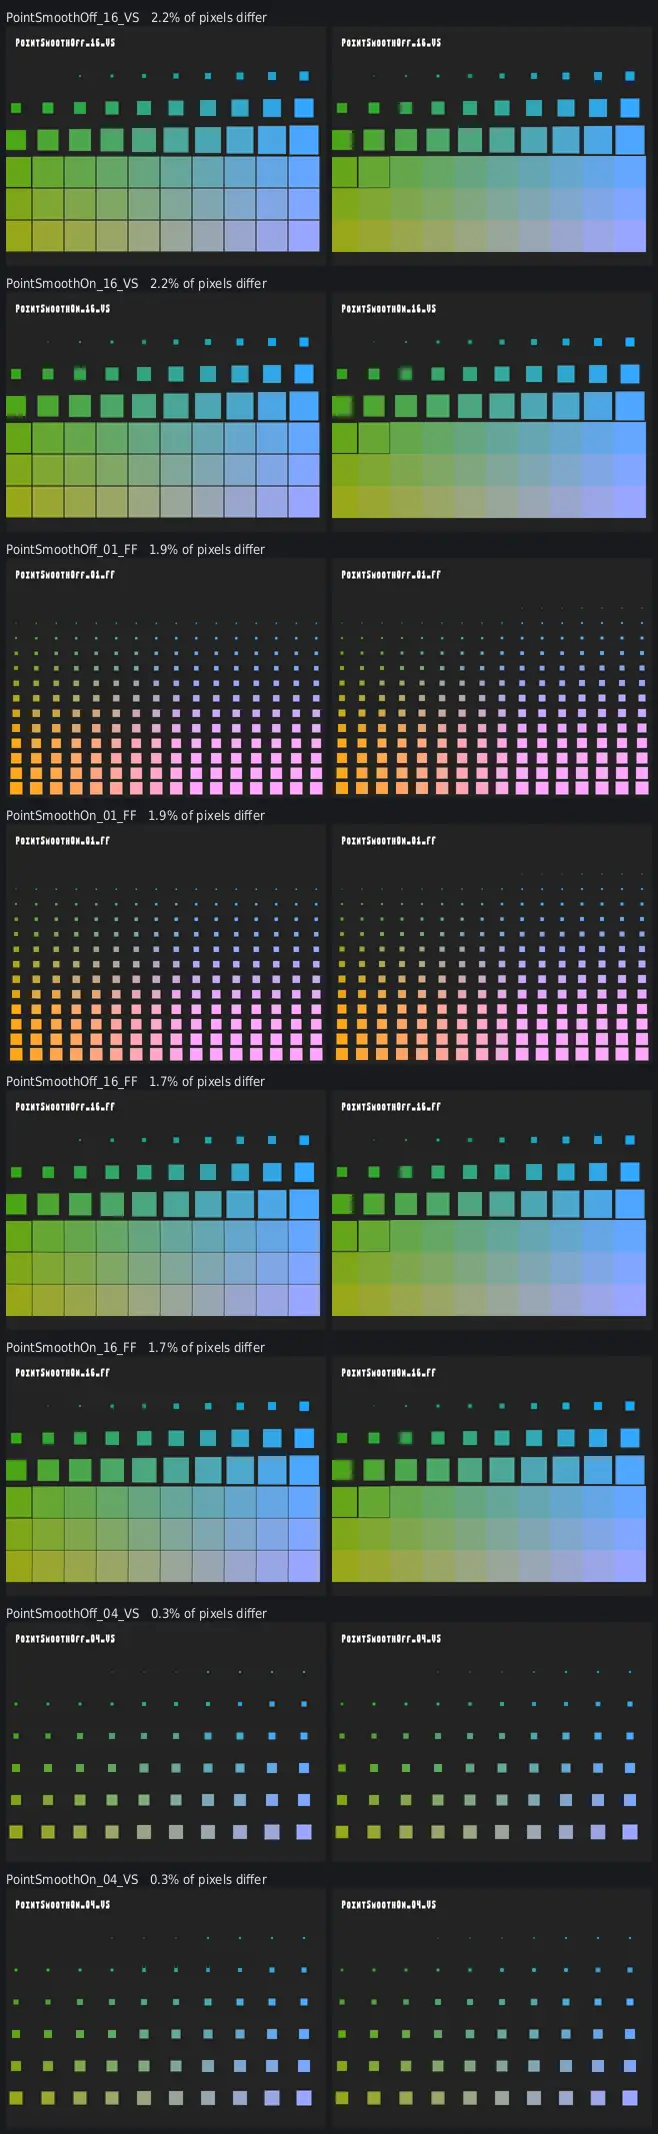 PointSmoothOff_16_VS 2.2% of pixels differ
PointSmoothOff_16_VS PointSmoothOff_16_VS
PointSmoothOn_16_VS 2.2% of pixels differ
PointSmoothOn_16_VS PointSmoothOn_16_VS
PointSmoothOff_01_FF 1.9% of pixels differ
PointSmoothOff_01_FF PointSmoothOff_01_FF
PointSmoothOn_01_FF 1.9% of pixels differ
PointSmoothOn_01_FF PointSmoothOn_01_FF
PointSmoothOff_16_FF 1.7% of pixels differ
PointSmoothOff_16_FF PointSmoothOff_16_FF
PointSmoothOn_16_FF 1.7% of pixels differ
PointSmoothOn_16_FF PointSmoothOn_16_FF
PointSmoothOff_04_VS 0.3% of pixels differ
PointSmoothOff_04_VS PointSmoothOff_04_VS
PointSmoothOn_04_VS 0.3% of pixels differ
PointSmoothOn_04_VS PointSmoothOn_04_VS